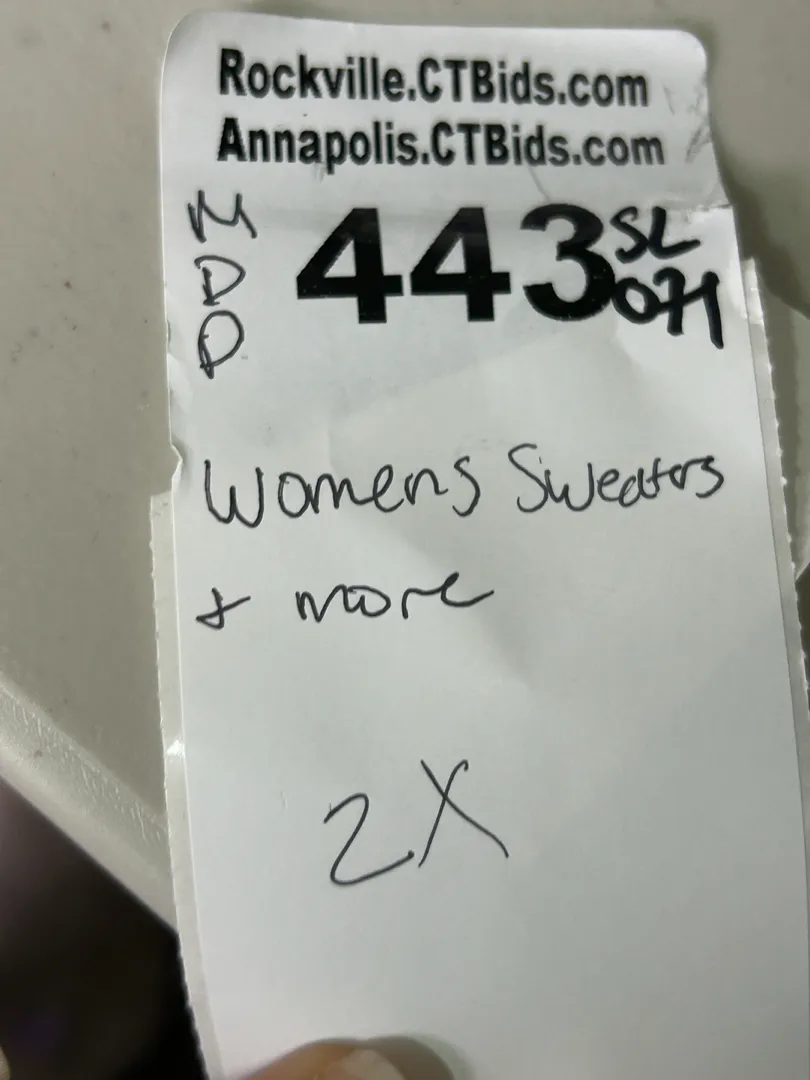 Rockville.CTBids.com
Annapolis.CTBids.com
MDD 443 SL 071
Womens Sweaters
+ more
2X